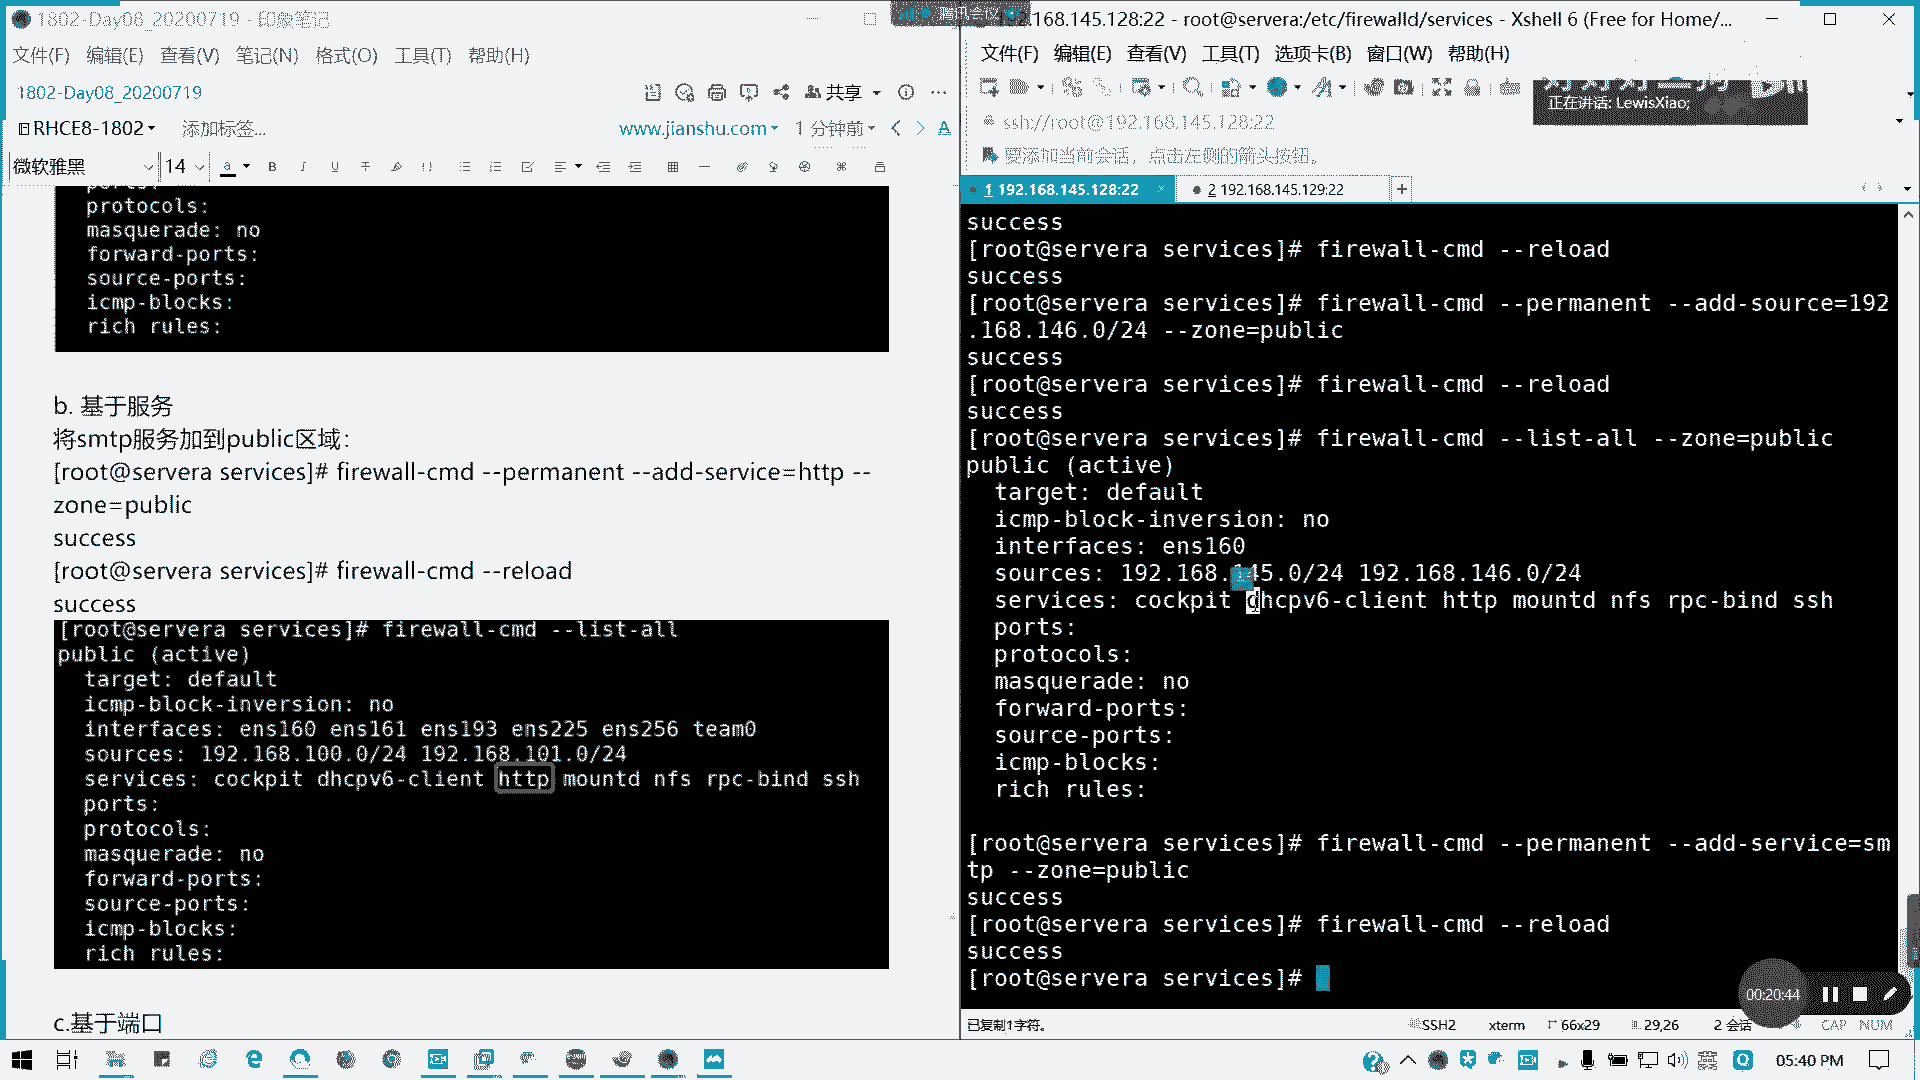 1802-Day08_20200719 - 印象笔记
文件(F) 编辑(E) 查看(V) 笔记(N) 格式(O) 工具(T) 帮助(H)
1802-Day08_20200719
共享
RHCE8-1802 添加标签...
www.jianshu.com 1 分钟前
微软雅黑 14
protocols:
masquerade: no
forward-ports:
source-ports:
icmp-blocks:
rich rules:
b. 基于服务
将smtp服务加到public区域：
[root@servera services]# firewall-cmd --permanent --add-service=http --
zone=public
success
[root@servera services]# firewall-cmd --reload
success
[root@servera services]# firewall-cmd --list-all
public (active)
target: default
icmp-block-inversion: no
interfaces: ens160 ens161 ens193 ens225 ens256 team0
sources: 192.168.100.0/24 192.168.101.0/24
services: cockpit dhcpv6-client http mountd nfs rpc-bind ssh
ports:
protocols:
masquerade: no
forward-ports:
source-ports:
icmp-blocks:
rich rules:
c.基于端口
腾讯会议
192.168.145.128:22 - root@servera:/etc/firewalld/services - Xshell 6 (Free for Home/...
文件(F) 编辑(E) 查看(V) 工具(T) 选项卡(B) 窗口(W) 帮助(H)
正在讲话: LewisXiao;
ssh://root@192.168.145.128:22
要添加当前会话，点击左侧的箭头按钮。
1 192.168.145.128:22
2 192.168.145.129:22
success
[root@servera services]# firewall-cmd --reload
success
[root@servera services]# firewall-cmd --permanent --add-source=192
.168.146.0/24 --zone=public
success
[root@servera services]# firewall-cmd --reload
success
[root@servera services]# firewall-cmd --list-all --zone=public
public (active)
target: default
icmp-block-inversion: no
interfaces: ens160
sources: 192.168.145.0/24 192.168.146.0/24
services: cockpit dhcpv6-client http mountd nfs rpc-bind ssh
ports:
protocols:
masquerade: no
forward-ports:
source-ports:
icmp-blocks:
rich rules:
[root@servera services]# firewall-cmd --permanent --add-service=sm
tp --zone=public
success
[root@servera services]# firewall-cmd --reload
success
[root@servera services]#
00:20:44
已复制1字符。 SSH2 xterm 66x29 29,26 2 会话 CAP NUM
05:40 PM